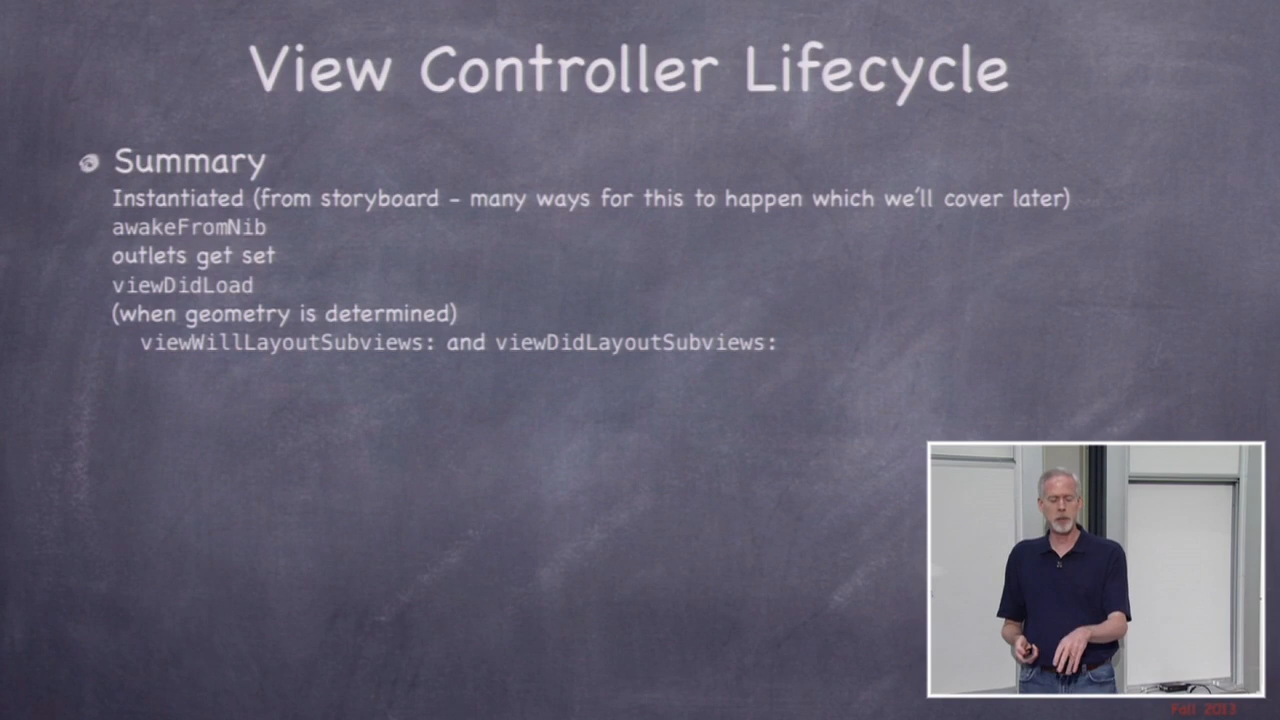 View Controller Lifecycle
Summary
Instantiated (from storyboard - many ways for this to happen which we'll cover later)
awakeFromNib
outlets get set
viewDidLoad
(when geometry is determined)
viewWillLayoutSubviews: and viewDidLayoutSubviews:
Fall 2013